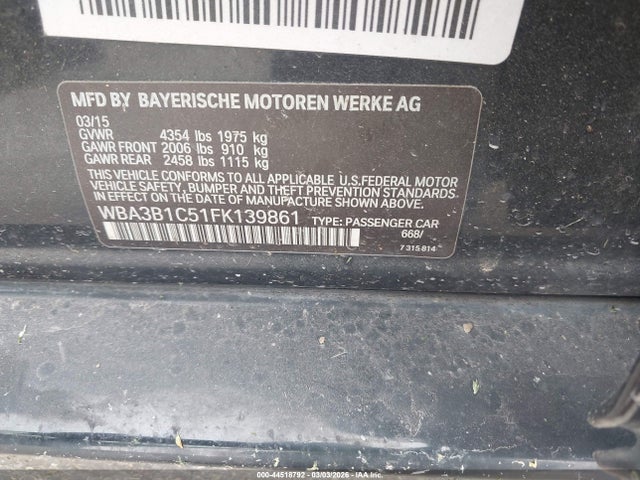 MFD BY BAYERISCHE MOTOREN WERKE AG
03/15
GVWR 4354 lbs 1975 kg
GAWR FRONT 2006 lbs 910 kg
GAWR REAR 2458 lbs 1115 kg
THIS VEHICLE CONFORMS TO ALL APPLICABLE U.S.FEDERAL MOTOR
VEHICLE SAFETY, BUMPER AND THEFT PREVENTION STANDARDS
IN EFFECT ON THE DATE OF MANUFACTURE SHOWN ABOVE.
WBA3B1C51FK139861 TYPE: PASSENGER CAR
668/
7 315 814
000-44518792 - 03/03/2026 - IAA Inc.